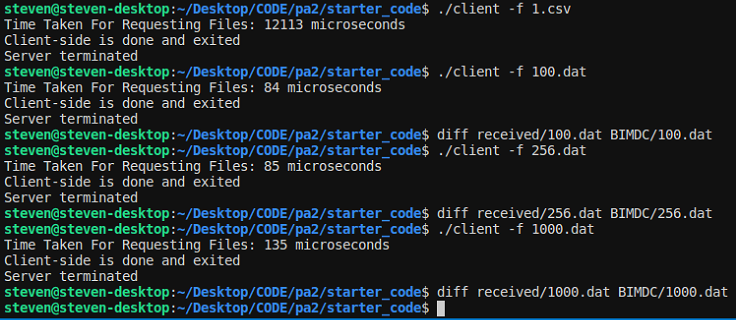 steven@steven-desktop:~/Desktop/CODE/pa2/starter_code$ ./client -f 1.csv
Time Taken For Requesting Files: 12113 microseconds
Client-side is done and exited
Server terminated
steven@steven-desktop:~/Desktop/CODE/pa2/starter_code$ ./client -f 100.dat
Time Taken For Requesting Files: 84 microseconds
Client-side is done and exited
Server terminated
steven@steven-desktop:~/Desktop/CODE/pa2/starter_code$ diff received/100.dat BIMDC/100.dat
steven@steven-desktop:~/Desktop/CODE/pa2/starter_code$ ./client -f 256.dat
Time Taken For Requesting Files: 85 microseconds
Client-side is done and exited
Server terminated
steven@steven-desktop:~/Desktop/CODE/pa2/starter_code$ diff received/256.dat BIMDC/256.dat
steven@steven-desktop:~/Desktop/CODE/pa2/starter_code$ ./client -f 1000.dat
Time Taken For Requesting Files: 135 microseconds
Client-side is done and exited
Server terminated
steven@steven-desktop:~/Desktop/CODE/pa2/starter_code$ diff received/1000.dat BIMDC/1000.dat
steven@steven-desktop:~/Desktop/CODE/pa2/starter_code$